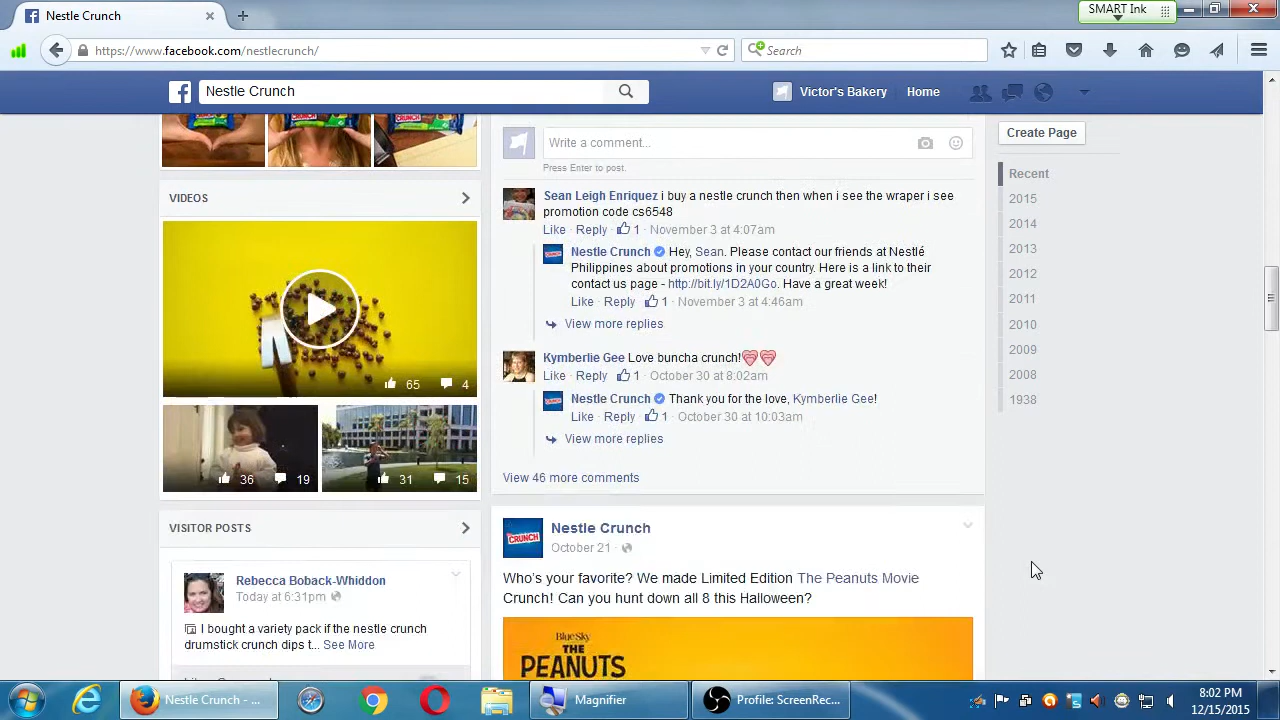 Nestle Crunch
SMART Ink
https://www.facebook.com/nestlecrunch/
Search
Nestle Crunch
Victor's Bakery
Home
Create Page
Recent
2015
2014
2013
2012
2011
2010
2009
2008
1938
VIDEOS
65
4
36
19
31
15
VISITOR POSTS
Rebecca Boback-Whiddon
Today at 6:31pm
I bought a variety pack if the nestle crunch
drumstick crunch dips t... See More
Write a comment...
Press Enter to post.
Sean Leigh Enriquez i buy a nestle crunch then when i see the wraper i see
promotion code cs6548
Like · Reply · 1 · November 3 at 4:07am
Nestle Crunch Hey, Sean. Please contact our friends at Nestlé
Philippines about promotions in your country. Here is a link to their
contact us page - http://bit.ly/1D2A0Go. Have a great week!
Like · Reply · 1 · November 3 at 4:46am
View more replies
Kymberlie Gee Love buncha crunch!
Like · Reply · 1 · October 30 at 8:02am
Nestle Crunch Thank you for the love, Kymberlie Gee!
Like · Reply · 1 · October 30 at 10:03am
View more replies
View 46 more comments
CRUNCH
Nestle Crunch
October 21 ·
Who's your favorite? We made Limited Edition The Peanuts Movie
Crunch! Can you hunt down all 8 this Halloween?
BLUE SKY
THE
PEANUTS
Nestle Crunch - ...
Magnifier
Profile: ScreenRec...
8:02 PM
12/15/2015